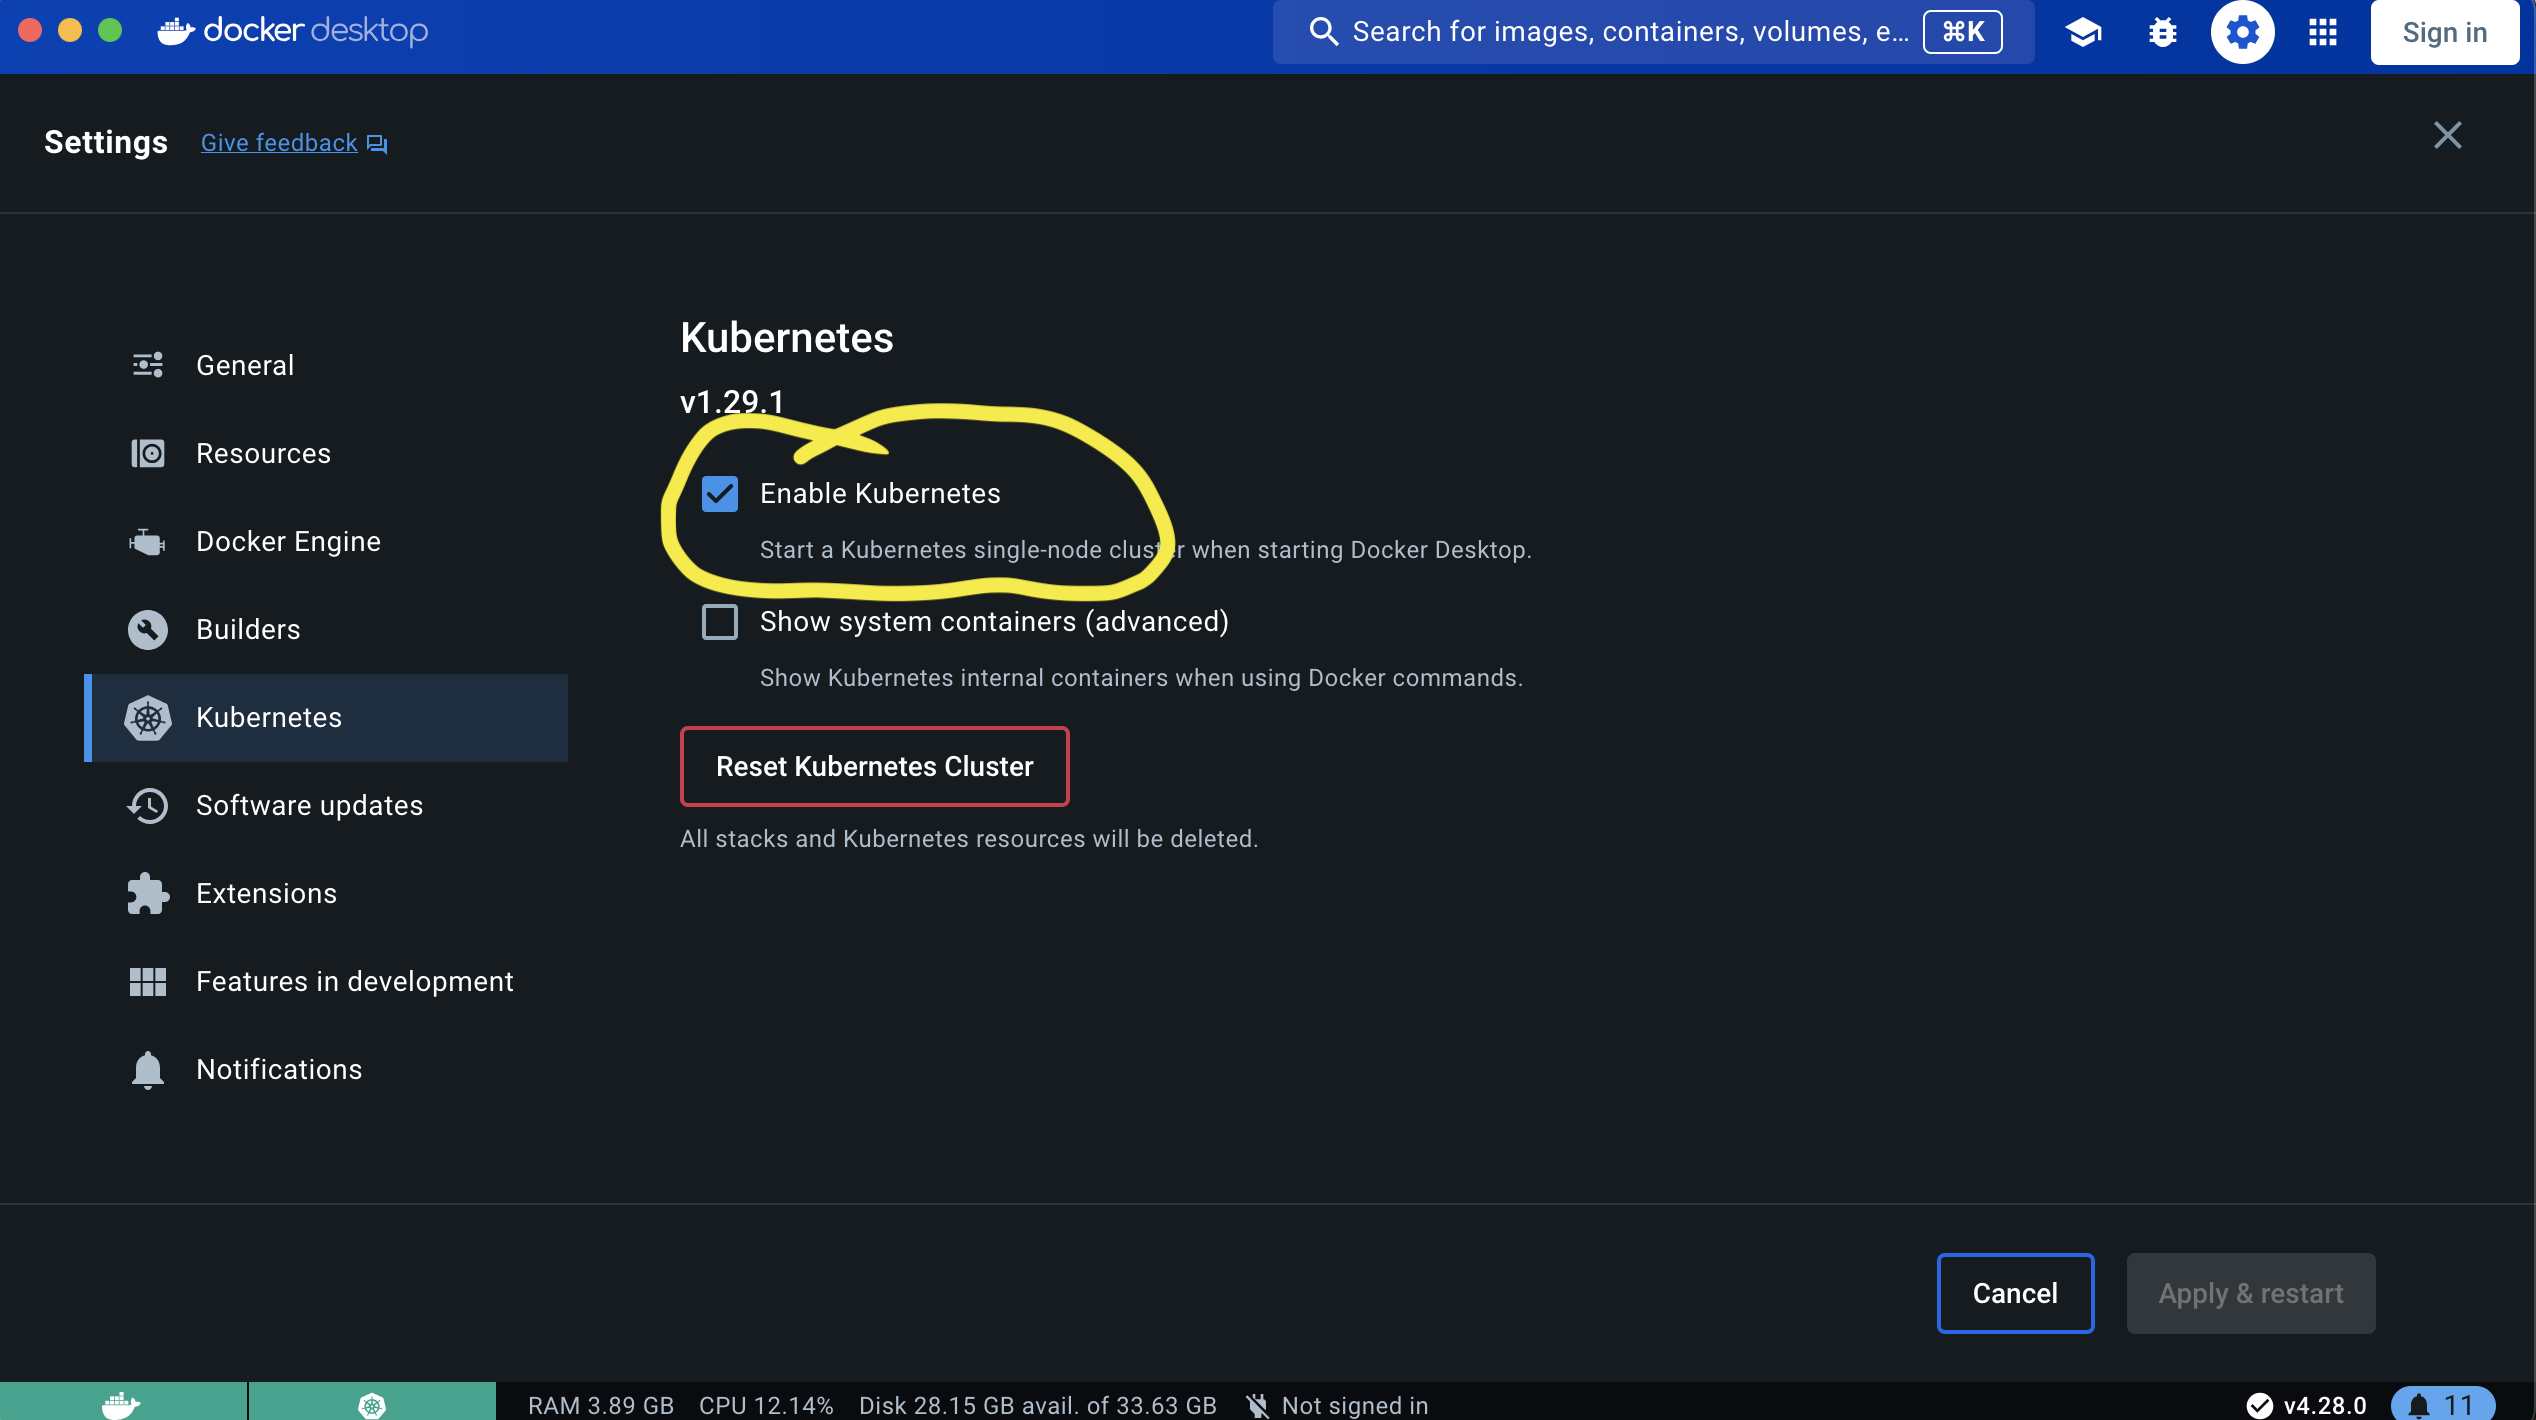 docker desktop
Search for images, containers, volumes, e... ⌘K
Sign in
Settings
Give feedback
General
Resources
Docker Engine
Builders
Kubernetes
Software updates
Extensions
Features in development
Notifications
Kubernetes
v1.29.1
Enable Kubernetes
Start a Kubernetes single-node cluster when starting Docker Desktop.
Show system containers (advanced)
Show Kubernetes internal containers when using Docker commands.
Reset Kubernetes Cluster
All stacks and Kubernetes resources will be deleted.
Cancel
Apply & restart
RAM 3.89 GB CPU 12.14% Disk 28.15 GB avail. of 33.63 GB Not signed in v4.28.0 11